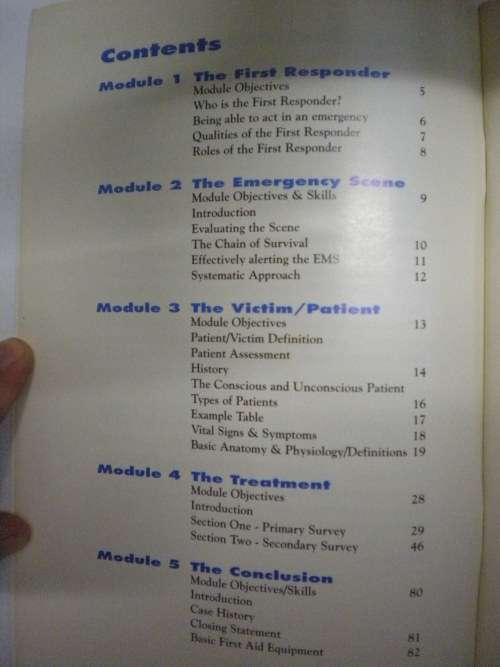 Contents
Module 1 The First Responder
Module Objectives 5
Who is the First Responder?
Being able to act in an emergency 6
Qualities of the First Responder 7
Roles of the First Responder 8
Module 2 The Emergency Scene
Module Objectives & Skills 9
Introduction
Evaluating the Scene
The Chain of Survival 10
Effectively alerting the EMS 11
Systematic Approach 12
Module 3 The Victim/Patient
Module Objectives 13
Patient/Victim Definition
Patient Assessment
History 14
The Conscious and Unconscious Patient
Types of Patients 16
Example Table 17
Vital Signs & Symptoms 18
Basic Anatomy & Physiology/Definitions 19
Module 4 The Treatment
Module Objectives 28
Introduction
Section One - Primary Survey 29
Section Two - Secondary Survey 46
Module 5 The Conclusion
Module Objectives/Skills 80
Introduction
Case History
Closing Statement 81
Basic First Aid Equipment 82